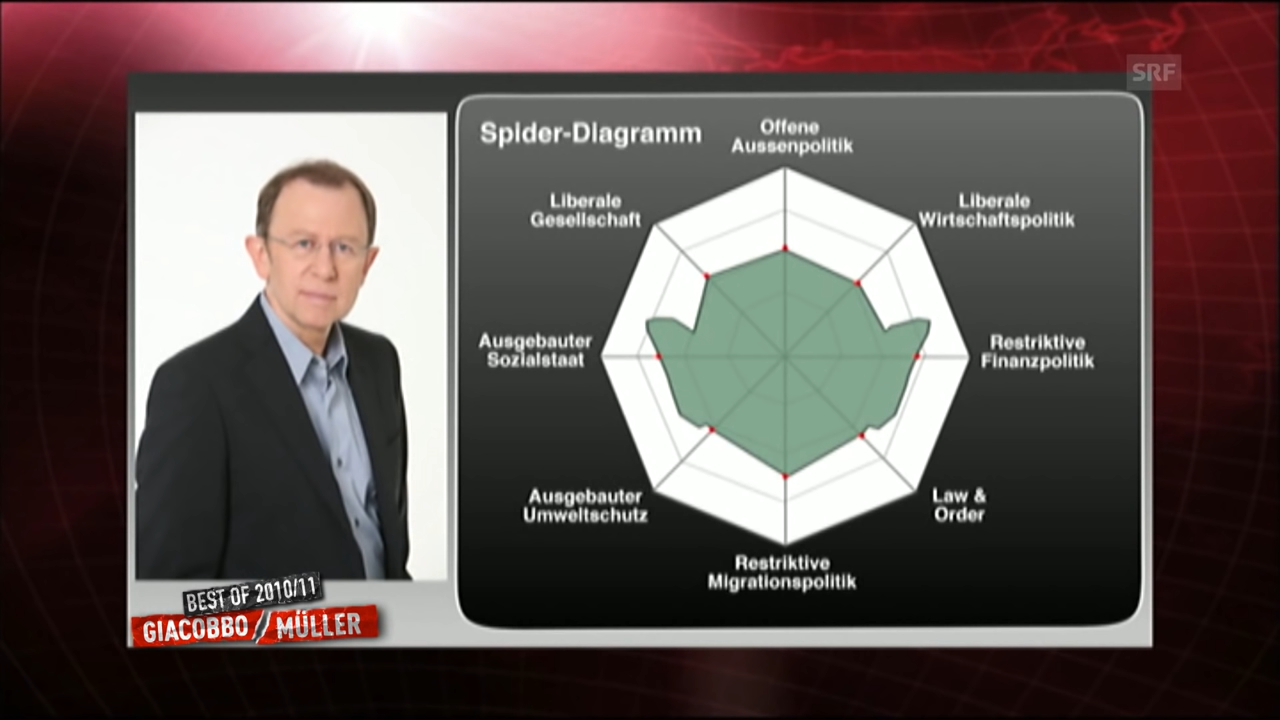 SRF
Spider-Diagramm
Offene
Aussenpolitik
Liberale
Gesellschaft
Liberale
Wirtschaftspolitik
Ausgebauter
Sozialstaat
Restriktive
Finanzpolitik
Ausgebauter
Umweltschutz
Law &
Order
Restriktive
Migrationspolitik
BEST OF 2010/11
GIACOBBO / MÜLLER